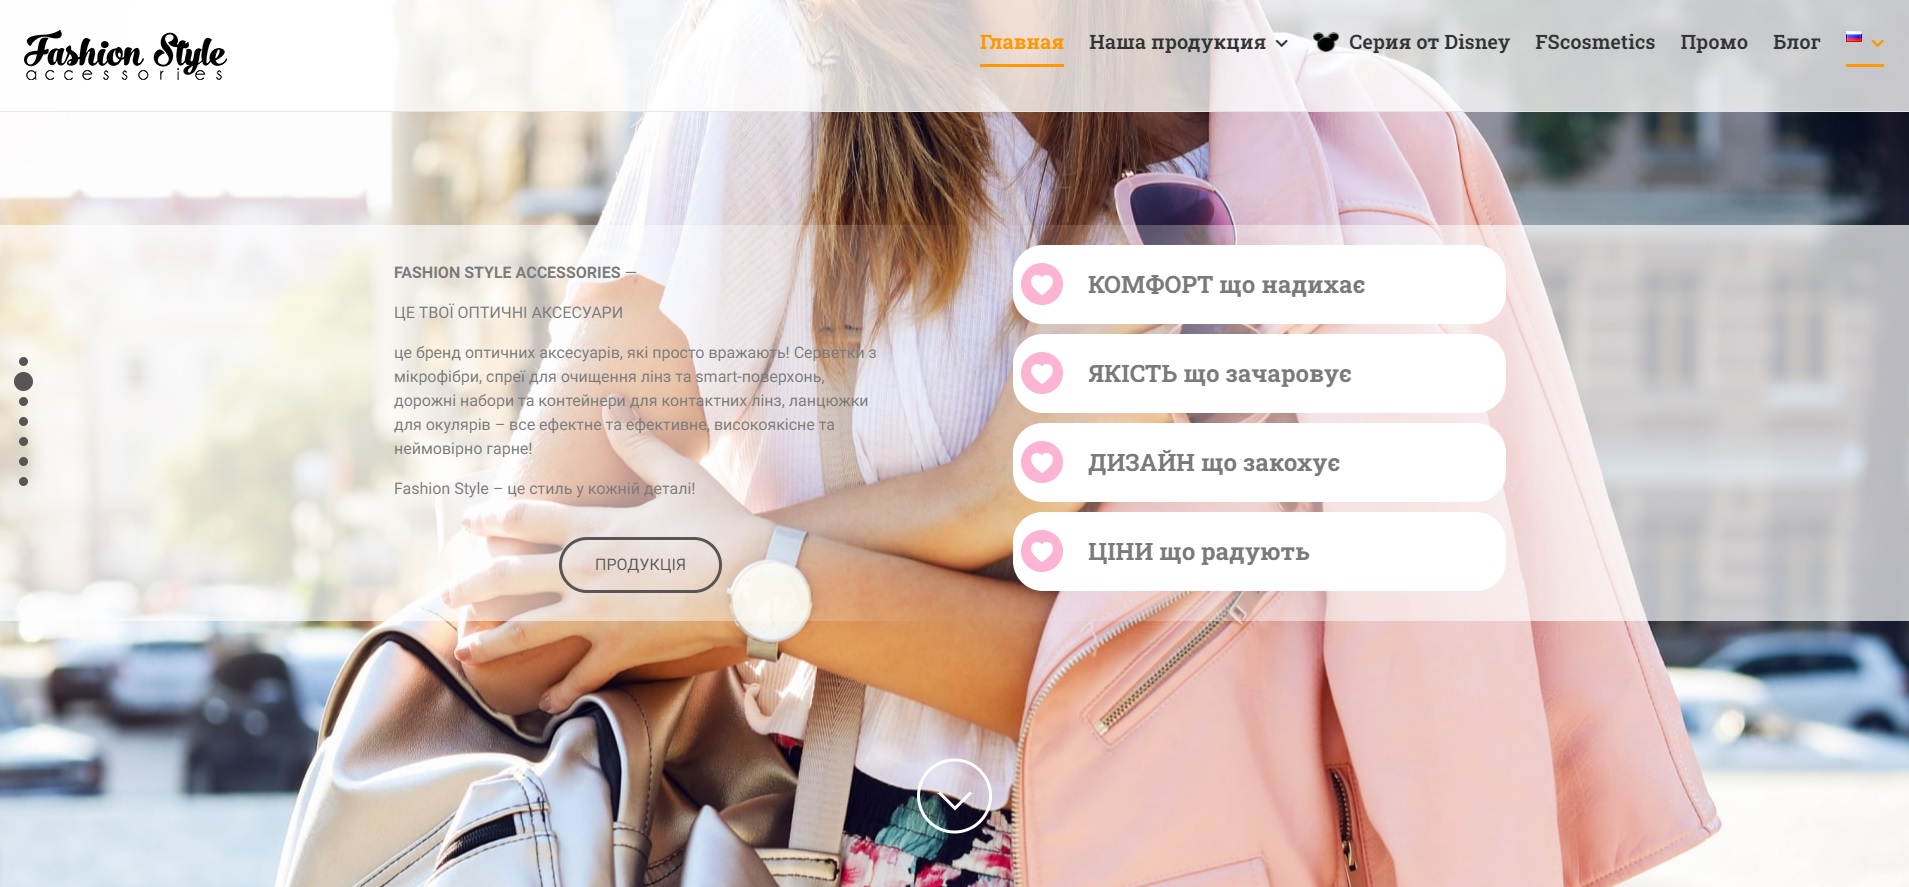 Fashion Style
accessories
Главная
Наша продукция
Серия от Disney
FScosmetics
Промо
Блог
FASHION STYLE ACCESSORIES —
ЦЕ ТВОЇ ОПТИЧНІ АКСЕСУАРИ
це бренд оптичних аксесуарів, які просто вражають! Серветки з
мікрофібри, спреї для очищення лінз та smart-поверхонь,
дорожні набори та контейнери для контактних лінз, ланцюжки
для окулярів – все ефектне та ефективне, високоякісне та
неймовірно гарне!
Fashion Style – це стиль у кожній деталі!
ПРОДУКЦІЯ
КОМФОРТ що надихає
ЯКІСТЬ що зачаровує
ДИЗАЙН що закохує
ЦІНИ що радують